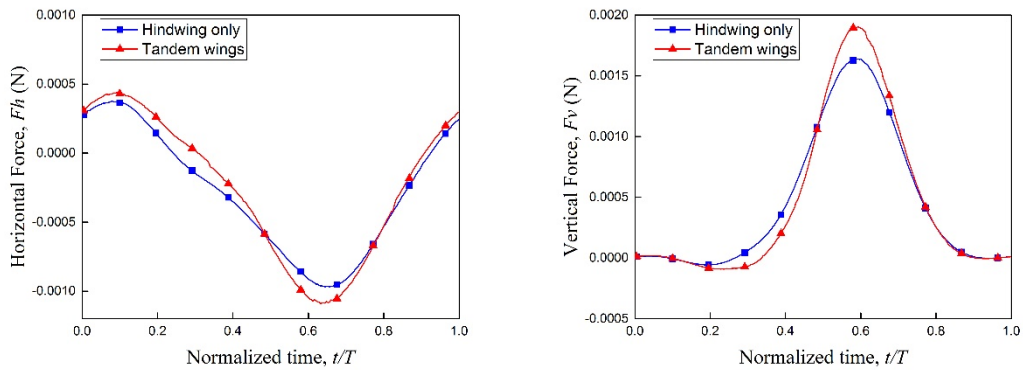 Horizontal Force, Fh (N)
0.0010
0.0005
0.0000
-0.0005
-0.0010
Hindwing only
Tandem wings
0.0 0.2 0.4 0.6 0.8 1.0
Normalized time, t/T
Vertical Force, Fv (N)
0.0020
0.0015
0.0010
0.0005
0.0000
-0.0005
Hindwing only
Tandem wings
0.0 0.2 0.4 0.6 0.8 1.0
Normalized time, t/T